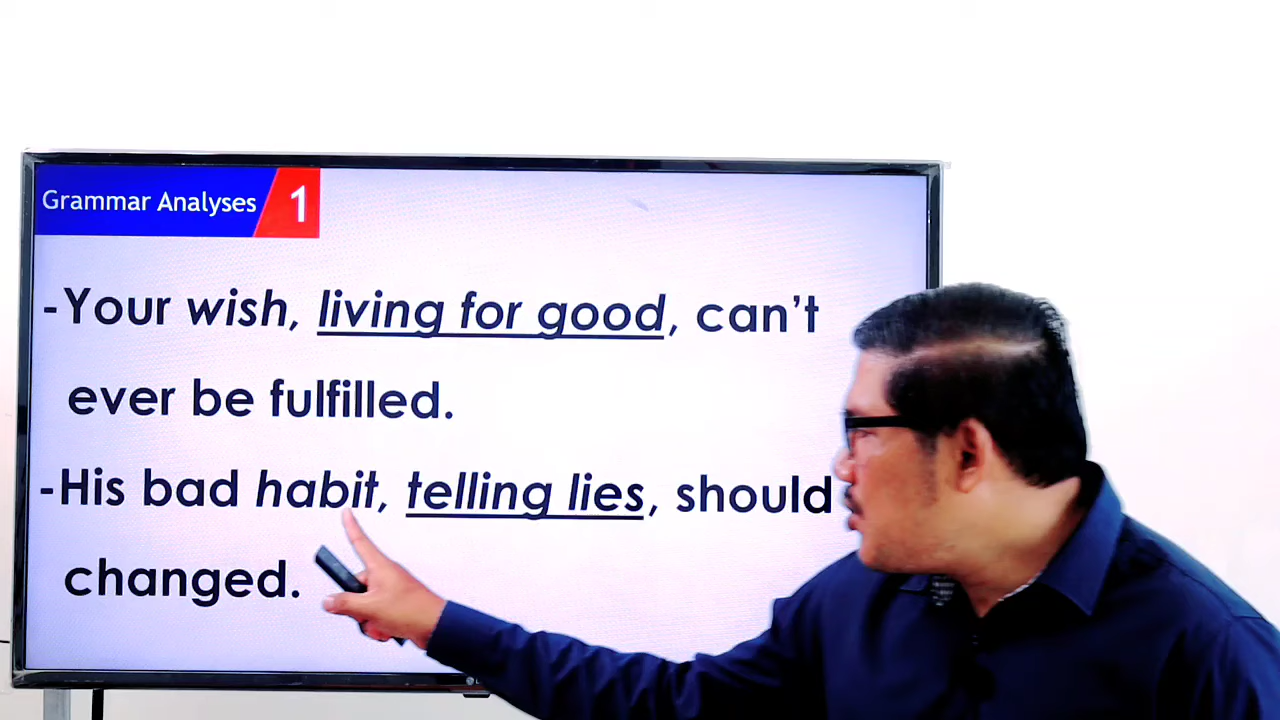 Grammar Analyses 1
-Your wish, living for good, can't
ever be fulfilled.
-His bad habit, telling lies, should
changed.